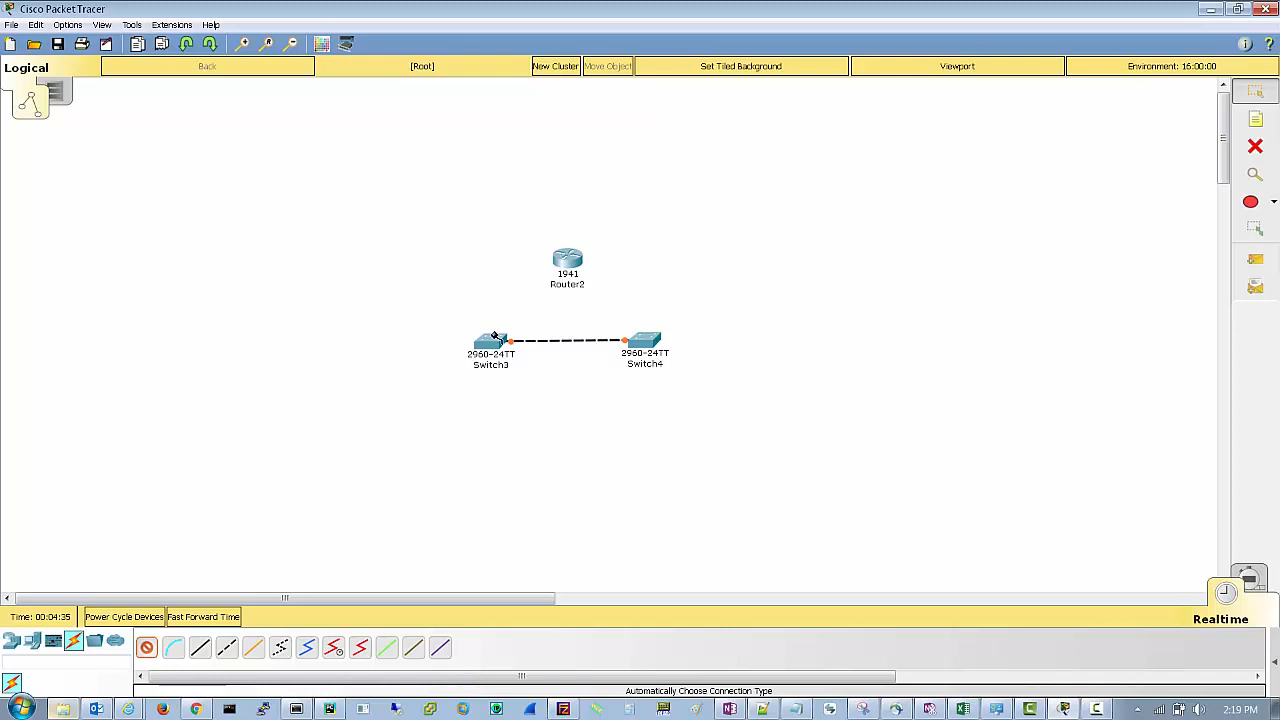 Cisco Packet Tracer
File Edit Options View Tools Extensions Help
Logical Back [Root] New Cluster Move Object Set Tiled Background Viewport Environment: 16:00:00
1941
Router2
2960-24TT
Switch3
2960-24TT
Switch4
Time: 00:04:35 Power Cycle Devices Fast Forward Time
Realtime
Automatically Choose Connection Type
2:19 PM